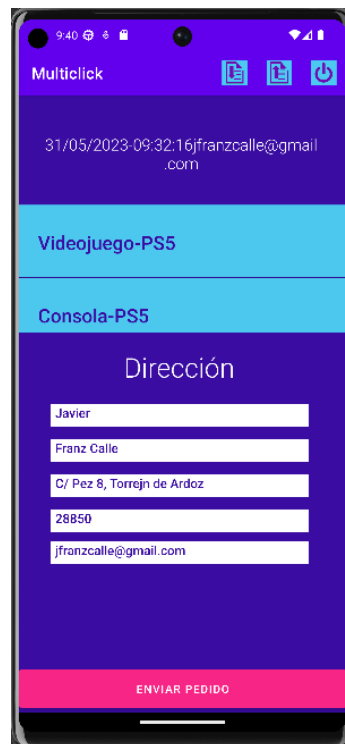 9:40
Multiclick
31/05/2023-09:32:16jfranzcalle@gmail
.com
Videojuego-PS5
Consola-PS5
Dirección
Javier
Franz Calle
C/ Pez 8, Torrejn de Ardoz
28850
jfranzcalle@gmail.com
ENVIAR PEDIDO